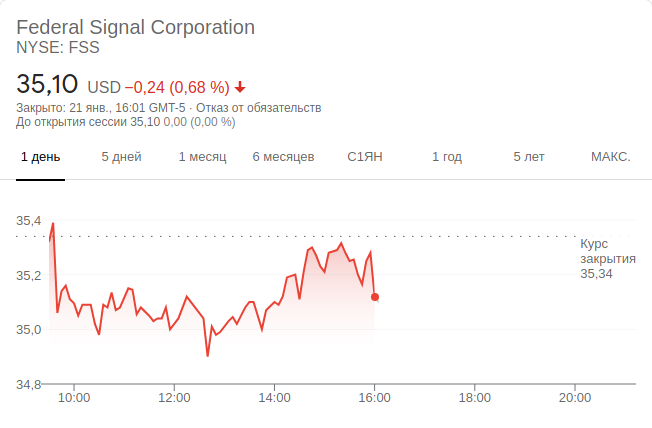 Federal Signal Corporation
NYSE: FSS
35,10 USD −0,24 (0,68 %) ↓
Закрыто: 21 янв., 16:01 GMT-5 · Отказ от обязательств
До открытия сессии 35,10 0,00 (0,00 %)
1 день 5 дней 1 месяц 6 месяцев С1ЯН 1 год 5 лет МАКС.
35,4
Курс
закрытия
35,34
35,2
35,0
34,8
10:00 12:00 14:00 16:00 18:00 20:00